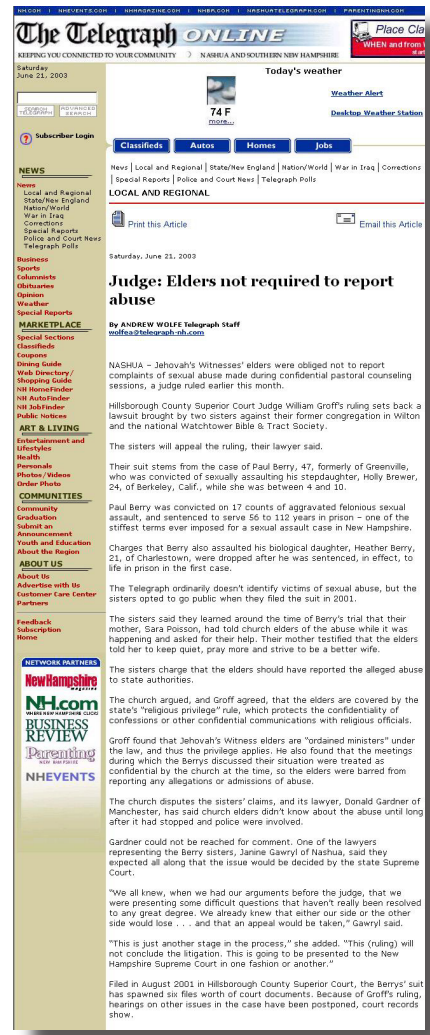 NH.COM | NHEVENTS.COM | NHMAGAZINE.COM | NHBR.COM | NASHUATELEGRAPH.COM | PARENTINGNH.COM
The Telegraph ONLINE
KEEPING YOU CONNECTED TO YOUR COMMUNITY > NASHUA AND SOUTHERN NEW HAMPSHIRE
Place Cla
WHEN and from
start
Saturday
June 21, 2003
SEARCH TELEGRAPH
ADVANCED SEARCH
Subscriber Login
Today's weather
74 F
more...
Weather Alert
Desktop Weather Station
Classifieds Autos Homes Jobs
News | Local and Regional | State/New England | Nation/World | War in Iraq | Corrections
| Special Reports | Police and Court News | Telegraph Polls
LOCAL AND REGIONAL
Print this Article
Email this Article
NEWS
News
Local and Regional
State/New England
Nation/World
War in Iraq
Corrections
Special Reports
Police and Court News
Telegraph Polls
Business
Sports
Columnists
Obituaries
Opinion
Weather
Special Reports
MARKETPLACE
Special Sections
Classifieds
Coupons
Dining Guide
Web Directory/
Shopping Guide
NH HomeFinder
NH AutoFinder
NH JobFinder
Public Notices
ART & LIVING
Entertainment and
Lifestyles
Health
Personals
Photos/Videos
Order Photo
COMMUNITIES
Community
Graduation
Submit an
Announcement
Youth and Education
About the Region
ABOUT US
About Us
Advertise with Us
Customer Care Center
Partners
Feedback
Subscription
Home
NETWORK PARTNERS
New Hampshire
MAGAZINE
NH.com
WHERE NEW HAMPSHIRE CLICKS
BUSINESS
REVIEW
Parenting
NEW HAMPSHIRE
NHEVENTS
Saturday, June 21, 2003
Judge: Elders not required to report
abuse
By ANDREW WOLFE Telegraph Staff
wolfea@telegraph-nh.com
NASHUA – Jehovah's Witnesses' elders were obliged not to report
complaints of sexual abuse made during confidential pastoral counseling
sessions, a judge ruled earlier this month.
Hillsborough County Superior Court Judge William Groff's ruling sets back a
lawsuit brought by two sisters against their former congregation in Wilton
and the national Watchtower Bible & Tract Society.
The sisters will appeal the ruling, their lawyer said.
Their suit stems from the case of Paul Berry, 47, formerly of Greenville,
who was convicted of sexually assaulting his stepdaughter, Holly Brewer,
24, of Berkeley, Calif., while she was between 4 and 10.
Paul Berry was convicted on 17 counts of aggravated felonious sexual
assault, and sentenced to serve 56 to 112 years in prison – one of the
stiffest terms ever imposed for a sexual assault case in New Hampshire.
Charges that Berry also assaulted his biological daughter, Heather Berry,
21, of Charlestown, were dropped after he was sentenced, in effect, to
life in prison in the first case.
The Telegraph ordinarily doesn't identify victims of sexual abuse, but the
sisters opted to go public when they filed the suit in 2001.
The sisters said they learned around the time of Berry's trial that their
mother, Sara Poisson, had told church elders of the abuse while it was
happening and asked for their help. Their mother testified that the elders
told her to keep quiet, pray more and strive to be a better wife.
The sisters charge that the elders should have reported the alleged abuse
to state authorities.
The church argued, and Groff agreed, that the elders are covered by the
state's "religious privilege" rule, which protects the confidentiality of
confessions or other confidential communications with religious officials.
Groff found that Jehovah's Witness elders are "ordained ministers" under
the law, and thus the privilege applies. He also found that the meetings
during which the Berrys discussed their situation were treated as
confidential by the church at the time, so the elders were barred from
reporting any allegations or admissions of abuse.
The church disputes the sisters' claims, and its lawyer, Donald Gardner of
Manchester, has said church elders didn't know about the abuse until long
after it had stopped and police were involved.
Gardner could not be reached for comment. One of the lawyers
representing the Berry sisters, Janine Gawryl of Nashua, said they
expected all along that the issue would be decided by the state Supreme
Court.
"We all knew, when we had our arguments before the judge, that we
were presenting some difficult questions that haven't really been resolved
to any great degree. We already knew that either our side or the other
side would lose . . . and that an appeal would be taken," Gawryl said.
"This is just another stage in the process," she added. "This (ruling) will
not conclude the litigation. This is going to be presented to the New
Hampshire Supreme Court in one fashion or another."
Filed in August 2001 in Hillsborough County Superior Court, the Berrys' suit
has spawned six files worth of court documents. Because of Groff's ruling,
hearings on other issues in the case have been postponed, court records
show.